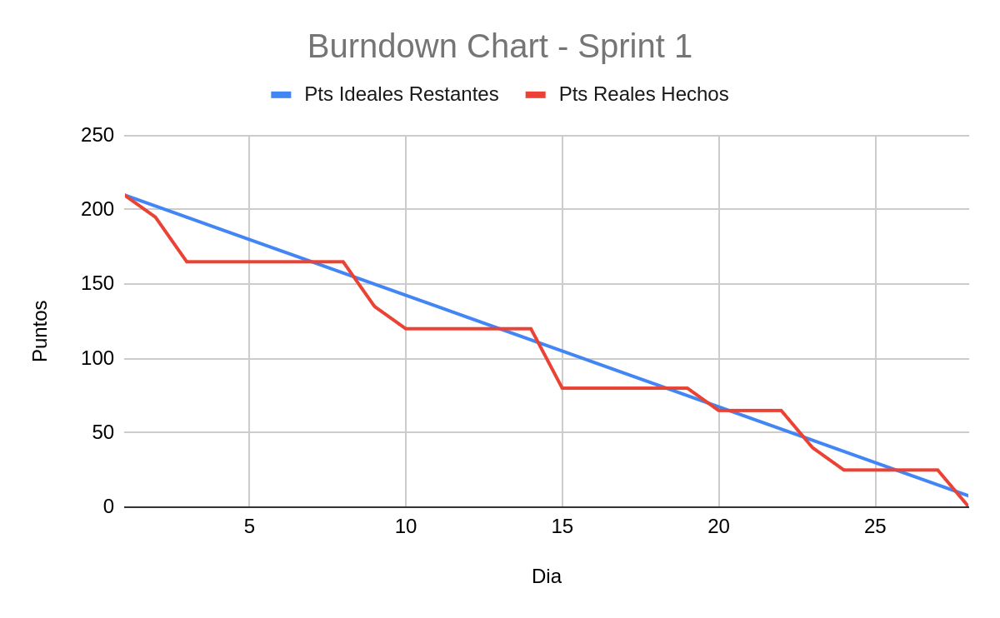 Burndown Chart - Sprint 1
Pts Ideales Restantes
Pts Reales Hechos
250
200
150
100
50
0
Puntos
5
10
15
20
25
Dia